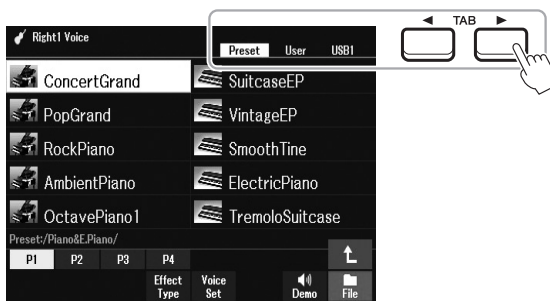 ◄ TAB ►
Right1 Voice
Preset User USB1
ConcertGrand SuitcaseEP
PopGrand VintageEP
RockPiano SmoothTine
AmbientPiano ElectricPiano
OctavePiano1 TremoloSuitcase
Preset:/Piano&E.Piano/
P1 P2 P3 P4
Effect Type Voice Set Demo File